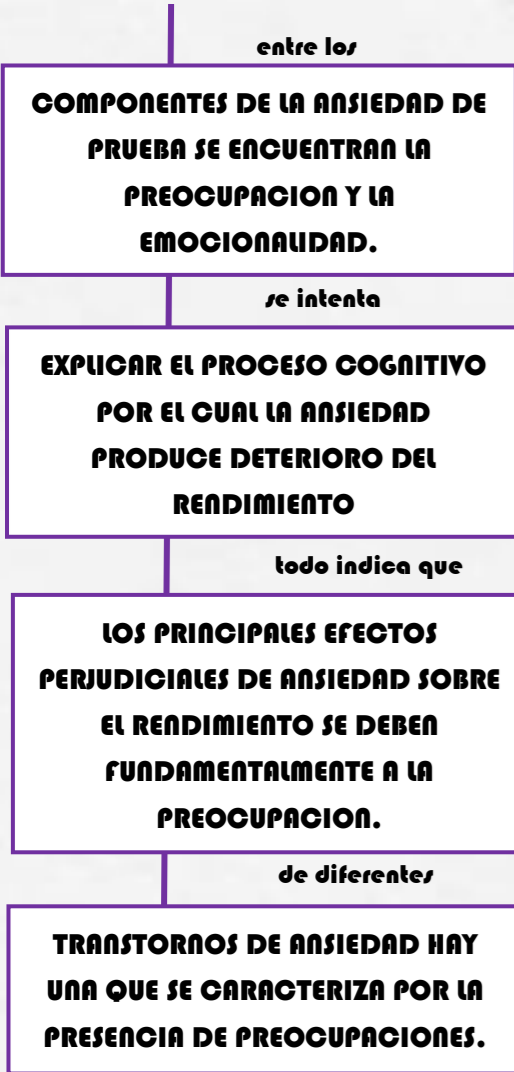 entre los
COMPONENTES DE LA ANSIEDAD DE
PRUEBA SE ENCUENTRAN LA
PREOCUPACION Y LA
EMOCIONALIDAD.
se intenta
EXPLICAR EL PROCESO COGNITIVO
POR EL CUAL LA ANSIEDAD
PRODUCE DETERIORO DEL
RENDIMIENTO
todo indica que
LOS PRINCIPALES EFECTOS
PERJUDICIALES DE ANSIEDAD SOBRE
EL RENDIMIENTO SE DEBEN
FUNDAMENTALMENTE A LA
PREOCUPACION.
de diferentes
TRANSTORNOS DE ANSIEDAD HAY
UNA QUE SE CARACTERIZA POR LA
PRESENCIA DE PREOCUPACIONES.